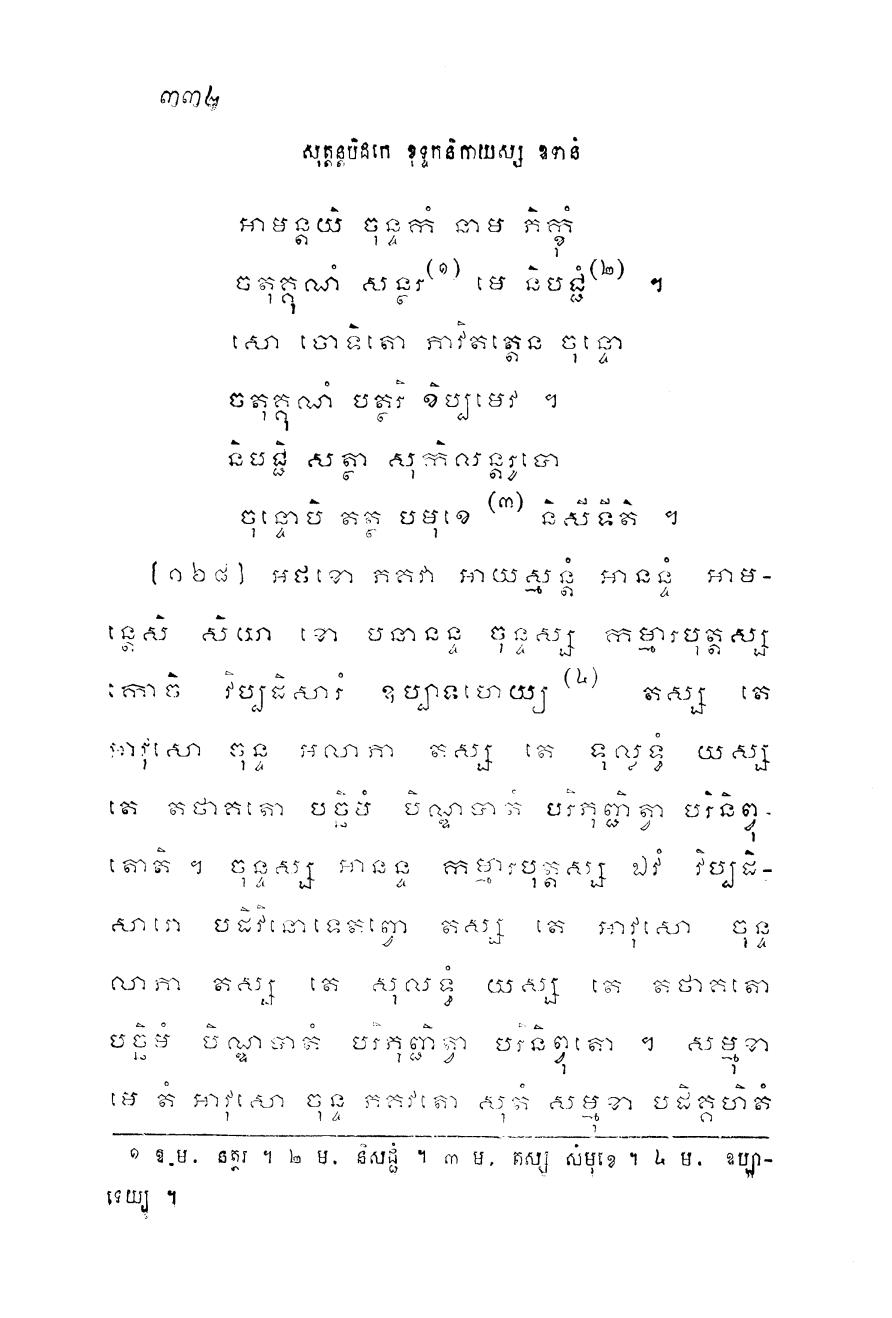 ៣៣៤
សុត្តន្តបិដកេ ខុទ្ទកនិកាយស្ស ឧទានំ
អាមន្តយិ ចុន្ទកំ នាម ភិក្ខុំ
ចតុគ្គុណំ សន្ថរ(១) មេ និបជ្ជំ(២) ។
សោ ចោទិតោ ភាវិតត្តេន ចុន្ទោ
ចតុគ្គុណំ បត្ថរិ ខិប្បមេវ ។
និបជ្ជិ សត្ថា សុកិលន្តរូបោ
ចុន្ទោបិ តត្ថ បមុខេ (៣) និសីទីតិ ។
[១៦៨] អថខោ ភគវា អាយស្មន្តំ អានន្ទំ អាម-
ន្តេសិ សិយា ខោ បនានន្ទ ចុន្ទស្ស កម្មារបុត្តស្ស
កោចិ វិប្បដិសារំ ឧប្បាទហេយ្យ (៤) តស្ស តេ
អាវុសោ ចុន្ទ អលាភា តស្ស តេ ទុលទ្ធំ យស្ស
តេ តថាគតោ បច្ឆិមំ បិណ្ឌបាតំ បរិភុញ្ជិត្វា បរិនិព្វុ-
តោតិ ។ ចុន្ទស្ស អានន្ទ កម្មារបុត្តស្ស ឯវំ វិប្បដិ-
សារោ បដិវិនោទេតព្វោ តស្ស តេ អាវុសោ ចុន្ទ
លាភា តស្ស តេ សុលទ្ធំ យស្ស តេ តថាគតោ
បច្ឆិមំ បិណ្ឌបាតំ បរិភុញ្ជិត្វា បរិនិព្វុតោ ។ សម្មុខា
មេ តំ អាវុសោ ចុន្ទ ភគវតោ សុតំ សម្មុខា បដិគ្គហិតំ
១ ឱ.ម. នត្ថរ ។ ២ ម. និសជ្ជំ ។ ៣ ម. តស្ស សំមុខេ ។ ៤ ម. ឧប្បា-
ទេយ្យ ។